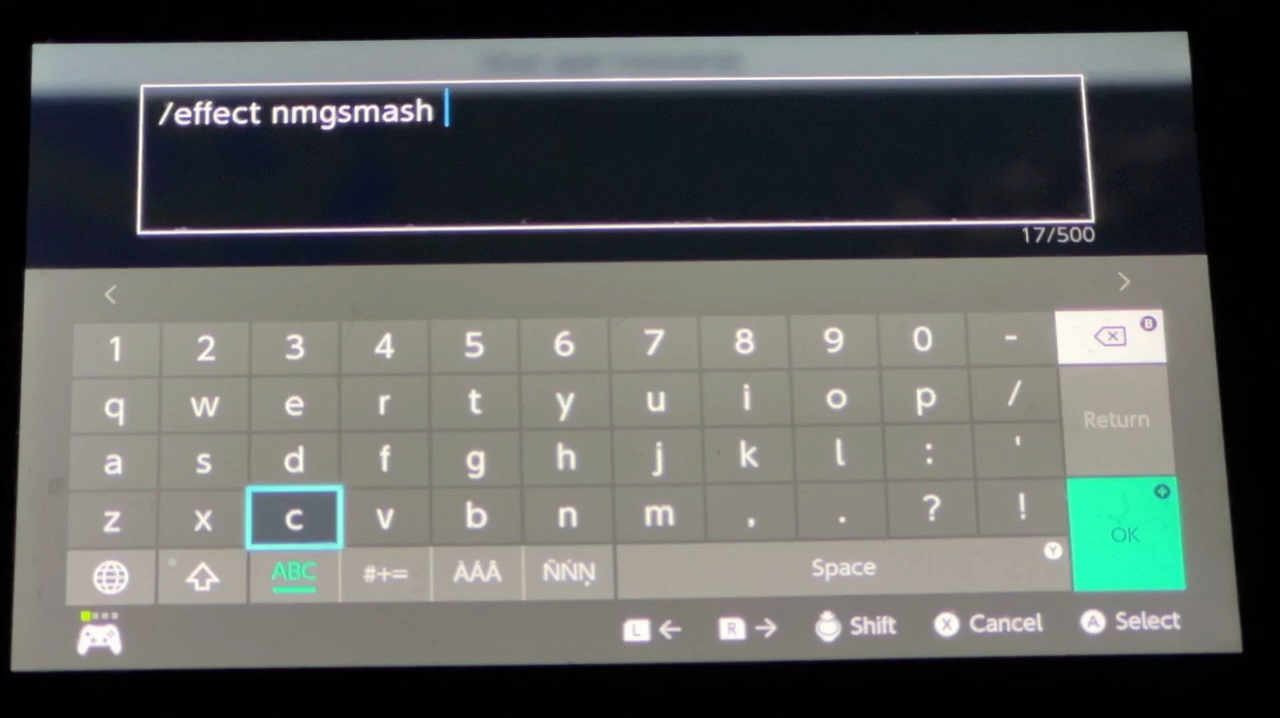 /effect nmgsmash
17/500
< >
1 2 3 4 5 6 7 8 9 0 - B
q w e r t y u i o p / Return
a s d f g h j k l : '
z x c v b n m , . ? ! OK
ABC #+= ÀÁÂ ÑŃŅ Space Y
L ← R → Shift X Cancel A Select